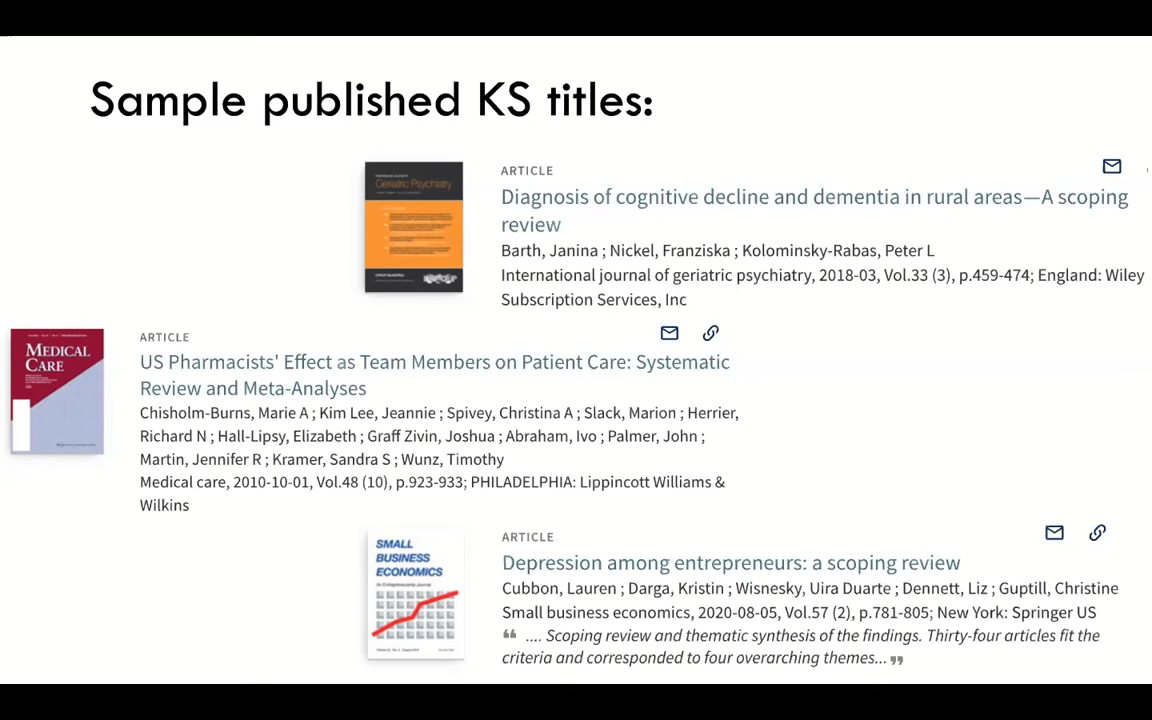 Sample published KS titles:
Geriatric Psychiatry
ARTICLE
Diagnosis of cognitive decline and dementia in rural areas—A scoping
review
Barth, Janina ; Nickel, Franziska ; Kolominsky-Rabas, Peter L
International journal of geriatric psychiatry, 2018-03, Vol.33 (3), p.459-474; England: Wiley
Subscription Services, Inc
MEDICAL
CARE
ARTICLE
US Pharmacists' Effect as Team Members on Patient Care: Systematic
Review and Meta-Analyses
Chisholm-Burns, Marie A ; Kim Lee, Jeannie ; Spivey, Christina A ; Slack, Marion ; Herrier,
Richard N ; Hall-Lipsy, Elizabeth ; Graff Zivin, Joshua ; Abraham, Ivo ; Palmer, John ;
Martin, Jennifer R ; Kramer, Sandra S ; Wunz, Timothy
Medical care, 2010-10-01, Vol.48 (10), p.923-933; PHILADELPHIA: Lippincott Williams &
Wilkins
SMALL
BUSINESS
ECONOMICS
An Entrepreneurship Journal
ARTICLE
Depression among entrepreneurs: a scoping review
Cubbon, Lauren ; Darga, Kristin ; Wisnesky, Uira Duarte ; Dennett, Liz ; Guptill, Christine
Small business economics, 2020-08-05, Vol.57 (2), p.781-805; New York: Springer US
“ .... Scoping review and thematic synthesis of the findings. Thirty-four articles fit the
criteria and corresponded to four overarching themes... ”